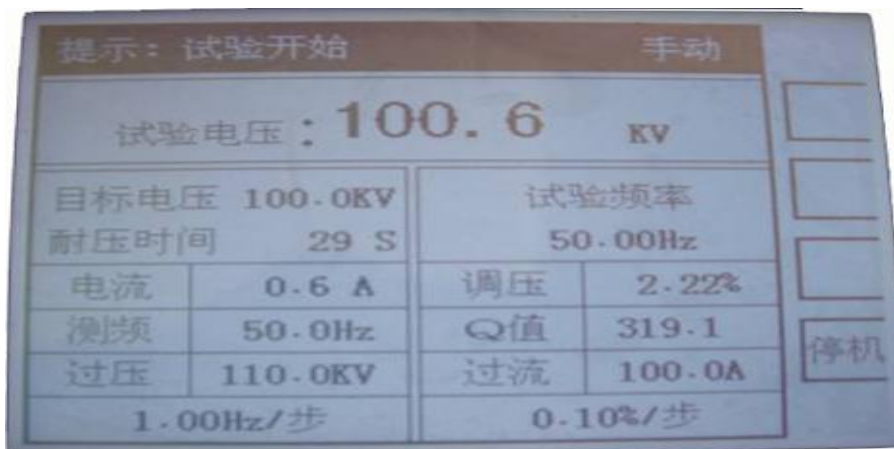 提示：试验开始 手动
试验电压：100.6 KV
目标电压 100.0KV
耐压时间 29 S
试验频率
50.00Hz
电流 0.6 A 调压 2.22%
测频 50.0Hz Q值 319.1
过压 110.0KV 过流 100.0A
1.00Hz/步 0.10%/步
停机